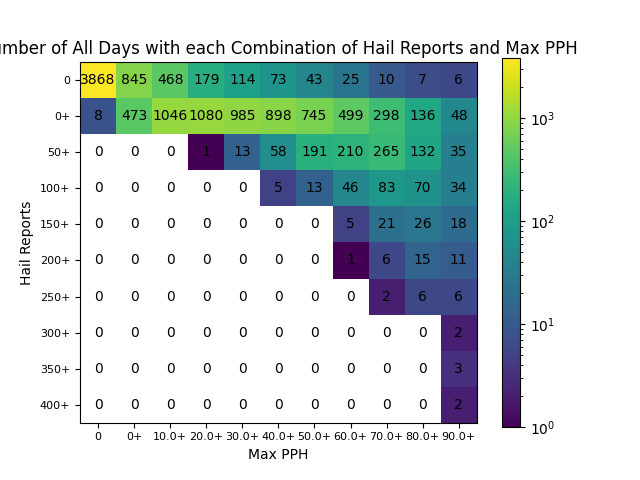 umber of All Days with each Combination of Hail Reports and Max PPH
0 3868 845 468 179 114 73 43 25 10 7 6
0+ 8 473 1046 1080 985 898 745 499 298 136 48
50+ 0 0 0 1 13 58 191 210 265 132 35
100+ 0 0 0 0 0 5 13 46 83 70 34
150+ 0 0 0 0 0 0 0 5 21 26 18
200+ 0 0 0 0 0 0 0 1 6 15 11
250+ 0 0 0 0 0 0 0 0 2 6 6
300+ 0 0 0 0 0 0 0 0 0 0 2
350+ 0 0 0 0 0 0 0 0 0 0 3
400+ 0 0 0 0 0 0 0 0 0 0 2
0 0+ 10.0+ 20.0+ 30.0+ 40.0+ 50.0+ 60.0+ 70.0+ 80.0+ 90.0+
Max PPH
Hail Reports
10³
10²
10¹
10⁰